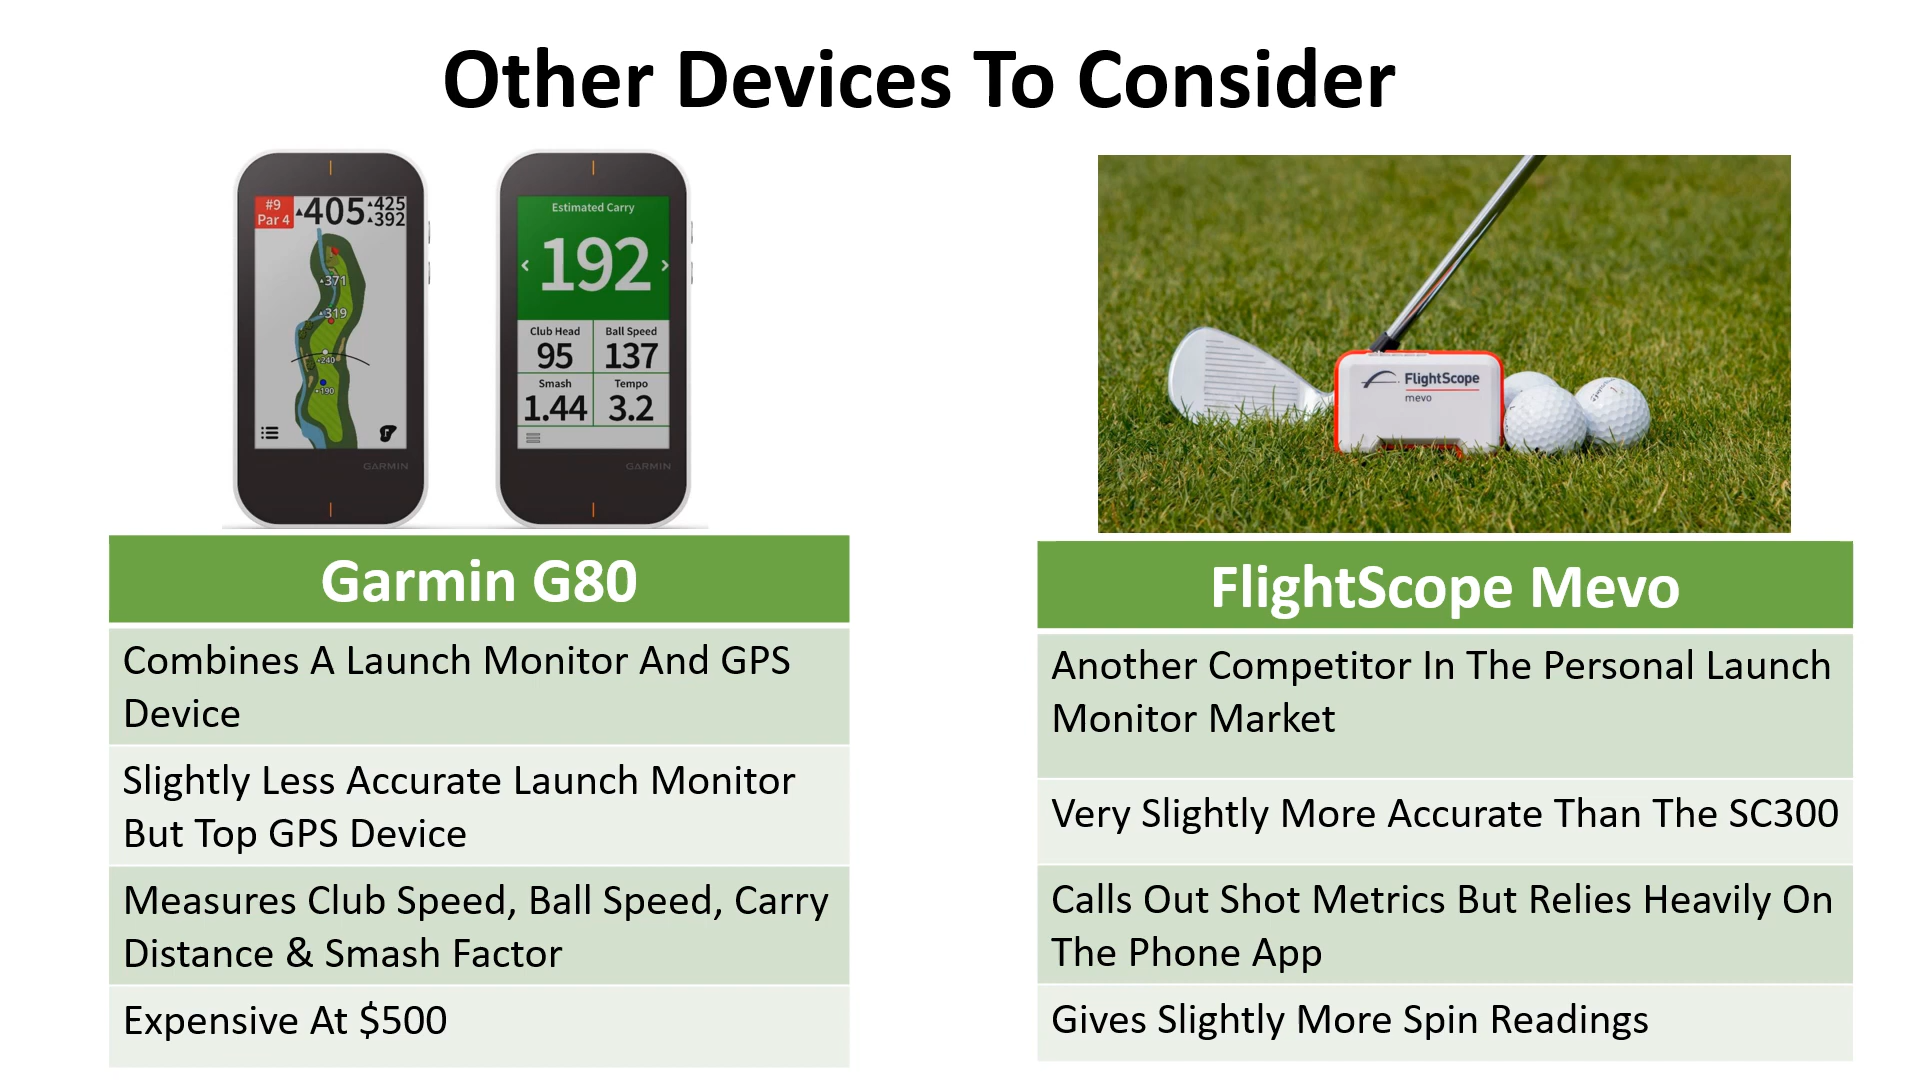 Other Devices To Consider
#9
Par 4
405
425
392
371
319
240
190
GARMIN
Estimated Carry
< 192 >
Club Head
95
Ball Speed
137
Smash
1.44
Tempo
3.2
GARMIN
FlightScope
mevo
Garmin G80
Combines A Launch Monitor And GPS
Device
Slightly Less Accurate Launch Monitor
But Top GPS Device
Measures Club Speed, Ball Speed, Carry
Distance & Smash Factor
Expensive At $500
FlightScope Mevo
Another Competitor In The Personal Launch
Monitor Market
Very Slightly More Accurate Than The SC300
Calls Out Shot Metrics But Relies Heavily On
The Phone App
Gives Slightly More Spin Readings